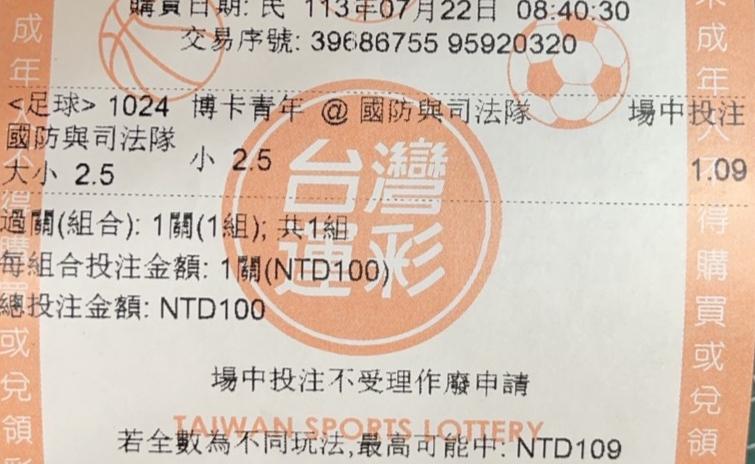 購買日期: 民 113年07月22日 08:40:30
交易序號: 39686755 95920320
<足球> 1024 博卡青年 @ 國防與司法隊 場中投注
國防與司法隊
大小 2.5 小 2.5 1.09
台灣
運彩
過關(組合): 1關(1組); 共1組
每組合投注金額: 1關(NTD100)
總投注金額: NTD100
場中投注不受理作廢申請
TAIWAN SPORTS LOTTERY
若全數為不同玩法,最高可能中: NTD109
成年人
得購買或兌領彩
成年人
得購買或兌領